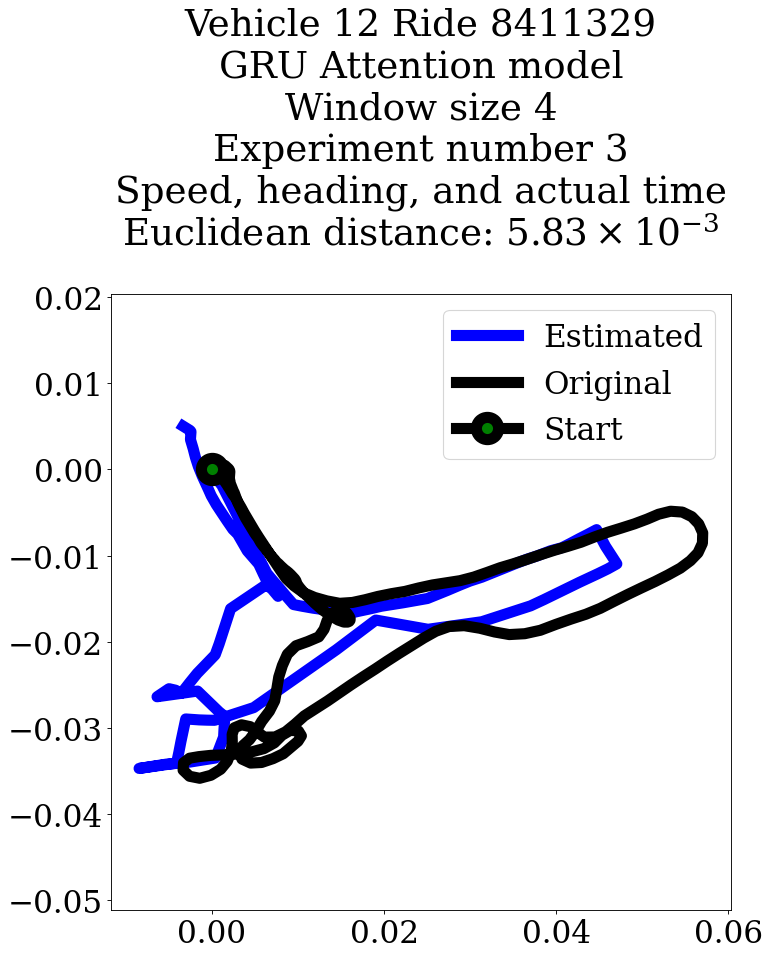 Vehicle 12 Ride 8411329
GRU Attention model
Window size 4
Experiment number 3
Speed, heading, and actual time
Euclidean distance: 5.83 × 10⁻³
Estimated
Original
Start
0.02
0.01
0.00
−0.01
−0.02
−0.03
−0.04
−0.05
0.00 0.02 0.04 0.06